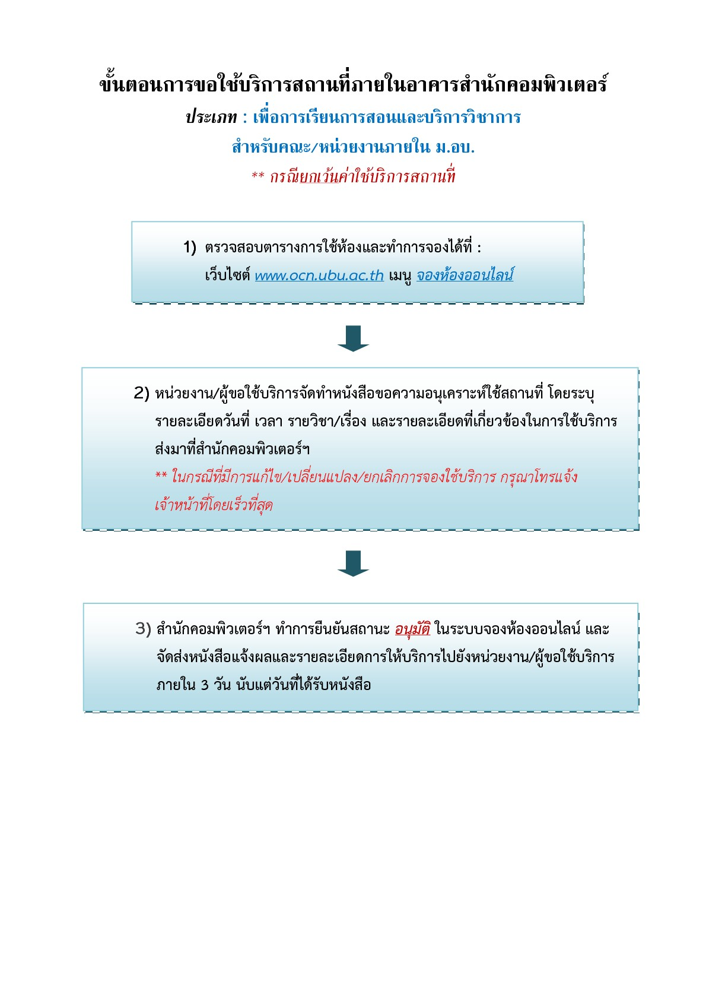 ขั้นตอนการขอใช้บริการสถานที่ภายในอาคารสำนักคอมพิวเตอร์
ประเภท : เพื่อการเรียนการสอนและบริการวิชาการ
สำหรับคณะ/หน่วยงานภายใน ม.อบ.
** กรณียกเว้นค่าใช้บริการสถานที่
1) ตรวจสอบตารางการใช้ห้องและทำการจองได้ที่ :
เว็บไซต์ www.ocn.ubu.ac.th เมนู จองห้องออนไลน์
2) หน่วยงาน/ผู้ขอใช้บริการจัดทำหนังสือขอความอนุเคราะห์ใช้สถานที่ โดยระบุ
รายละเอียดวันที่ เวลา รายวิชา/เรื่อง และรายละเอียดที่เกี่ยวข้องในการใช้บริการ
ส่งมาที่สำนักคอมพิวเตอร์ฯ
** ในกรณีที่มีการแก้ไข/เปลี่ยนแปลง/ยกเลิกการจองใช้บริการ กรุณาโทรแจ้ง
เจ้าหน้าที่โดยเร็วที่สุด
3) สำนักคอมพิวเตอร์ฯ ทำการยืนยันสถานะ อนุมัติ ในระบบจองห้องออนไลน์ และ
จัดส่งหนังสือแจ้งผลและรายละเอียดการให้บริการไปยังหน่วยงาน/ผู้ขอใช้บริการ
ภายใน 3 วัน นับแต่วันที่ได้รับหนังสือ